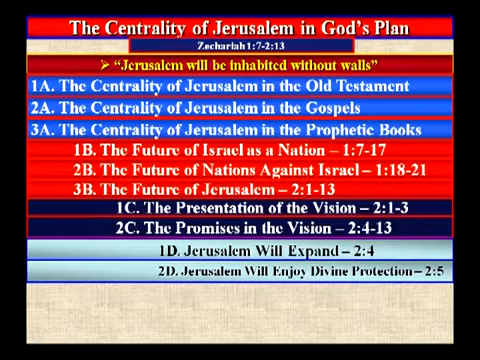 The Centrality of Jerusalem in God's Plan
Zechariah 1:7-2:13
➢ “Jerusalem will be inhabited without walls”
1A. The Centrality of Jerusalem in the Old Testament
2A. The Centrality of Jerusalem in the Gospels
3A. The Centrality of Jerusalem in the Prophetic Books
1B. The Future of Israel as a Nation – 1:7-17
2B. The Future of Nations Against Israel – 1:18-21
3B. The Future of Jerusalem – 2:1-13
1C. The Presentation of the Vision – 2:1-3
2C. The Promises in the Vision – 2:4-13
1D. Jerusalem Will Expand – 2:4
2D. Jerusalem Will Enjoy Divine Protection – 2:5